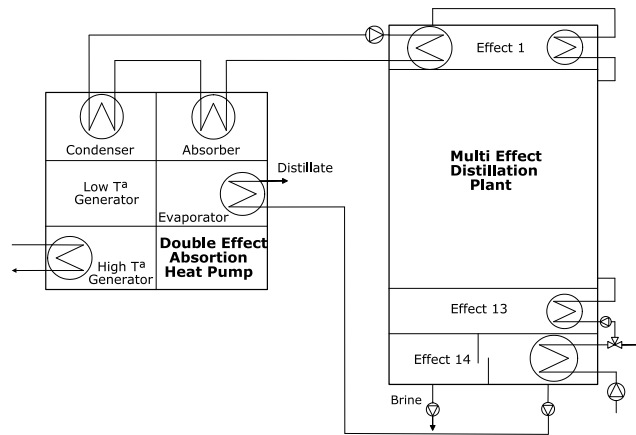 Effect 1
Condenser
Absorber
Multi Effect
Distillation
Plant
Distillate
Low Tª
Generator
Evaporator
Double Effect
Absortion
Heat Pump
High Tª
Generator
Effect 13
Effect 14
Brine